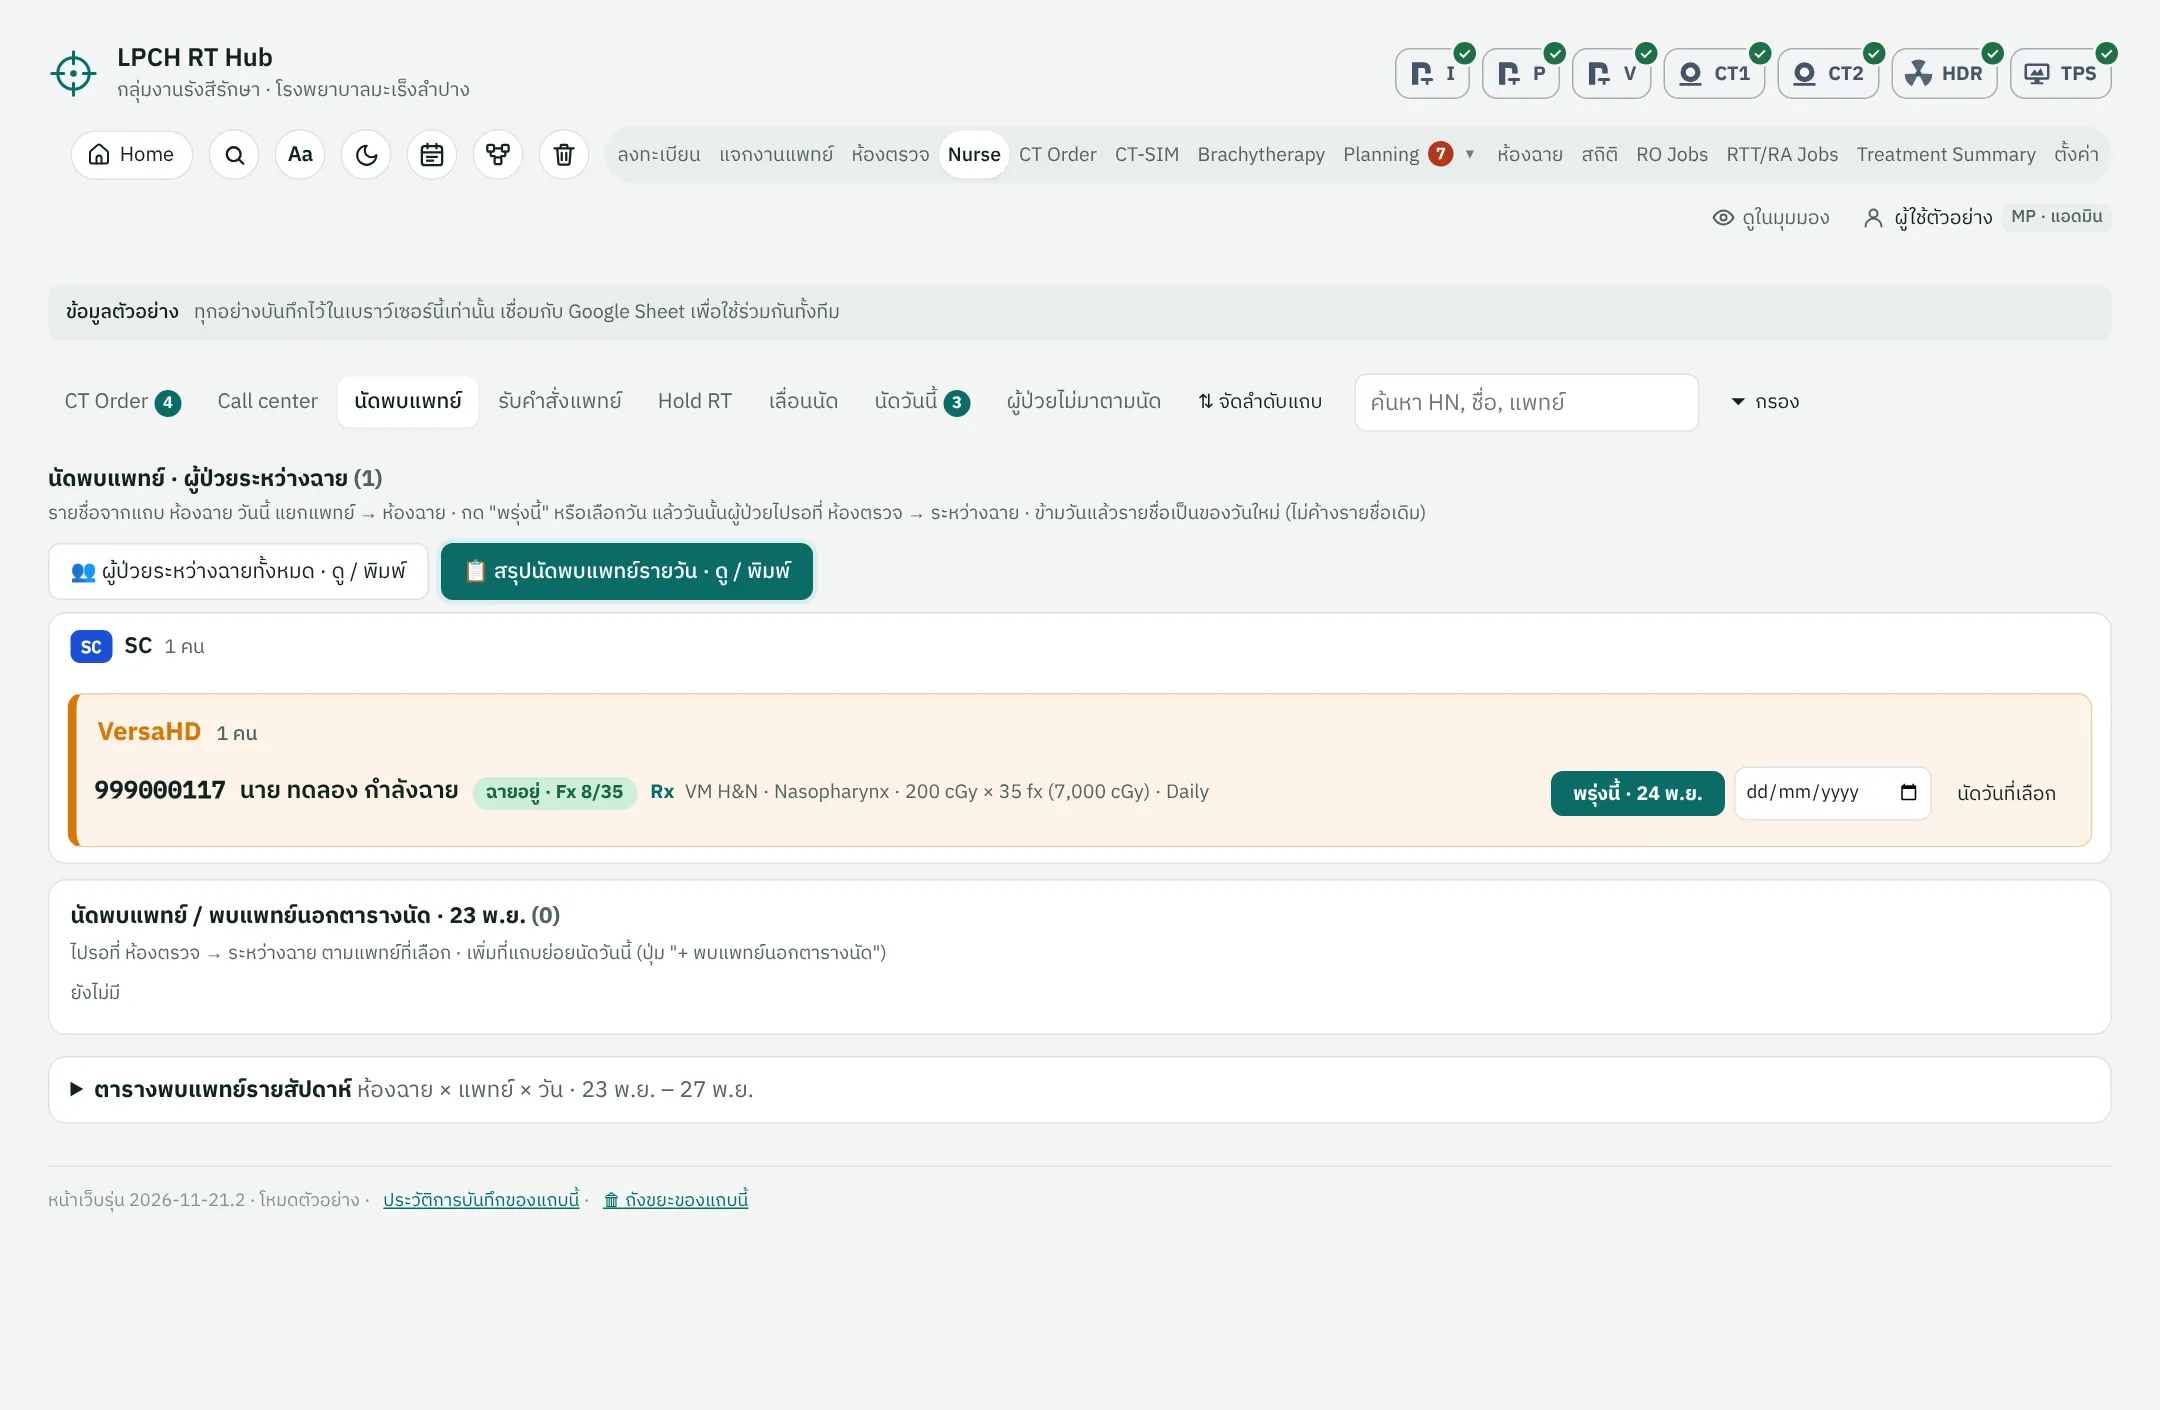 LPCH RT Hub
กลุ่มงานรังสีรักษา · โรงพยาบาลมะเร็งลำปาง
I P V CT1 CT2 HDR TPS
Home Aa ลงทะเบียน แจกงานแพทย์ ห้องตรวจ Nurse CT Order CT-SIM Brachytherapy Planning 7 ▼ ห้องฉาย สถิติ RO Jobs RTT/RA Jobs Treatment Summary ตั้งค่า
ดูในมุมมอง ผู้ใช้ตัวอย่าง MP · แอดมิน
ข้อมูลตัวอย่าง ทุกอย่างบันทึกไว้ในเบราว์เซอร์นี้เท่านั้น เชื่อมกับ Google Sheet เพื่อใช้ร่วมกันทั้งทีม
CT Order 4 Call center นัดพบแพทย์ รับคำสั่งแพทย์ Hold RT เลื่อนนัด นัดวันนี้ 3 ผู้ป่วยไม่มาตามนัด ⇅ จัดลำดับแถบ ค้นหา HN, ชื่อ, แพทย์ ▼ กรอง
นัดพบแพทย์ · ผู้ป่วยระหว่างฉาย (1)
รายชื่อจากแถบ ห้องฉาย วันนี้ แยกแพทย์ → ห้องฉาย · กด "พรุ่งนี้" หรือเลือกวัน แล้ววันนั้นผู้ป่วยไปรอที่ ห้องตรวจ → ระหว่างฉาย · ข้ามวันแล้วรายชื่อเป็นของวันใหม่ (ไม่ค้างรายชื่อเดิม)
👥 ผู้ป่วยระหว่างฉายทั้งหมด · ดู / พิมพ์ 📋 สรุปนัดพบแพทย์รายวัน · ดู / พิมพ์
SC SC 1 คน
VersaHD 1 คน
999000117 นาย ทดลอง กำลังฉาย ฉายอยู่ · Fx 8/35 Rx VM H&N · Nasopharynx · 200 cGy × 35 fx (7,000 cGy) · Daily พรุ่งนี้ · 24 พ.ย. dd/mm/yyyy นัดวันที่เลือก
นัดพบแพทย์ / พบแพทย์นอกตารางนัด · 23 พ.ย. (0)
ไปรอที่ ห้องตรวจ → ระหว่างฉาย ตามแพทย์ที่เลือก · เพิ่มที่แถบย่อยนัดวันนี้ (ปุ่ม "+ พบแพทย์นอกตารางนัด")
ยังไม่มี
▶ ตารางพบแพทย์รายสัปดาห์ ห้องฉาย × แพทย์ × วัน · 23 พ.ย. – 27 พ.ย.
หน้าเว็บรุ่น 2026-11-21.2 · โหมดตัวอย่าง · ประวัติการบันทึกของแถบนี้ · 🗑 ถังขยะของแถบนี้